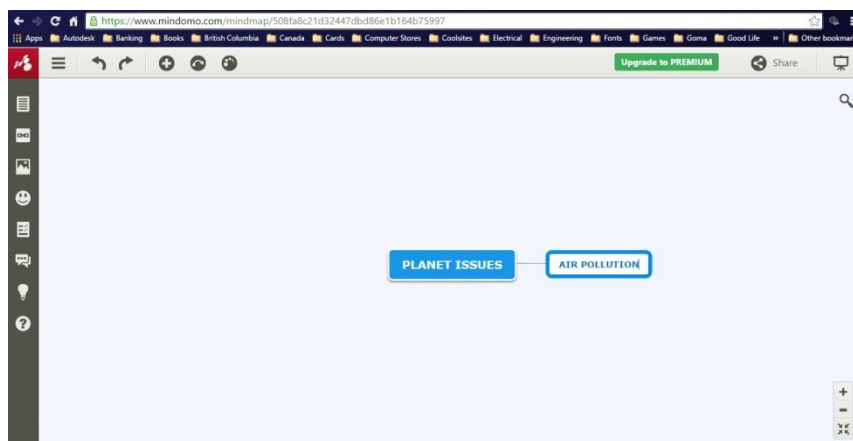 https://www.mindomo.com/mindmap/508fa8c21d32447dbd86e1b164b75997
Apps Autodesk Banking Books British Columbia Canada Cards Computer Stores Coolsites Electrical Engineering Fonts Games Goma Good Life » Other bookmar
Upgrade to PREMIUM Share
PLANET ISSUES AIR POLLUTION